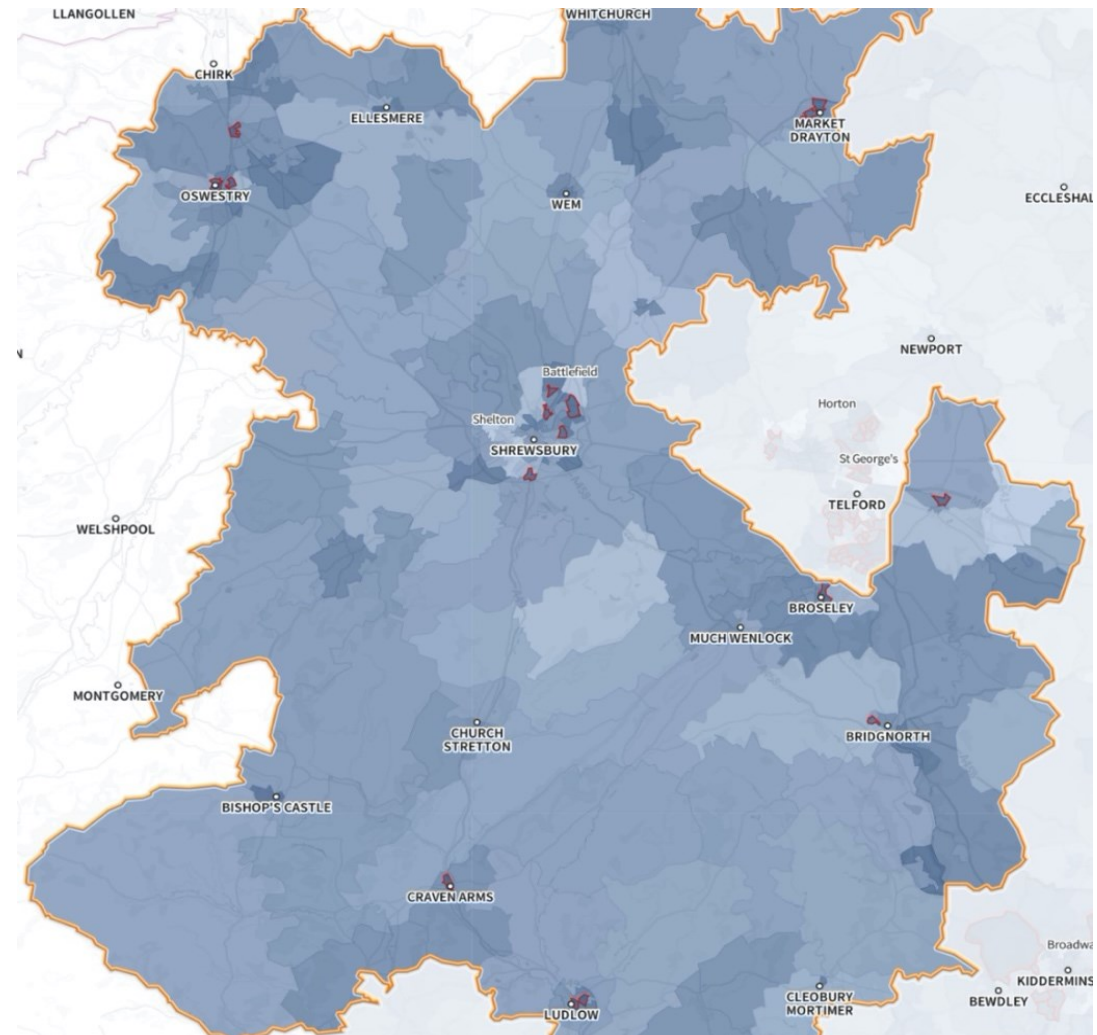 LLANGOLLEN
WHITCHURCH
CHIRK
ELLESMERE
MARKET
DRAYTON
OSWESTRY
WEM
ECCLESHAL
NEWPORT
Battlefield
Horton
Shelton
SHREWSBURY
St George's
TELFORD
WELSHPOOL
BROSELEY
MUCH WENLOCK
MONTGOMERY
CHURCH
STRETTON
BRIDGNORTH
BISHOP'S CASTLE
CRAVEN ARMS
Broadwa
KIDDERMINS
CLEOBURY
MORTIMER
BEWDLEY
LUDLOW